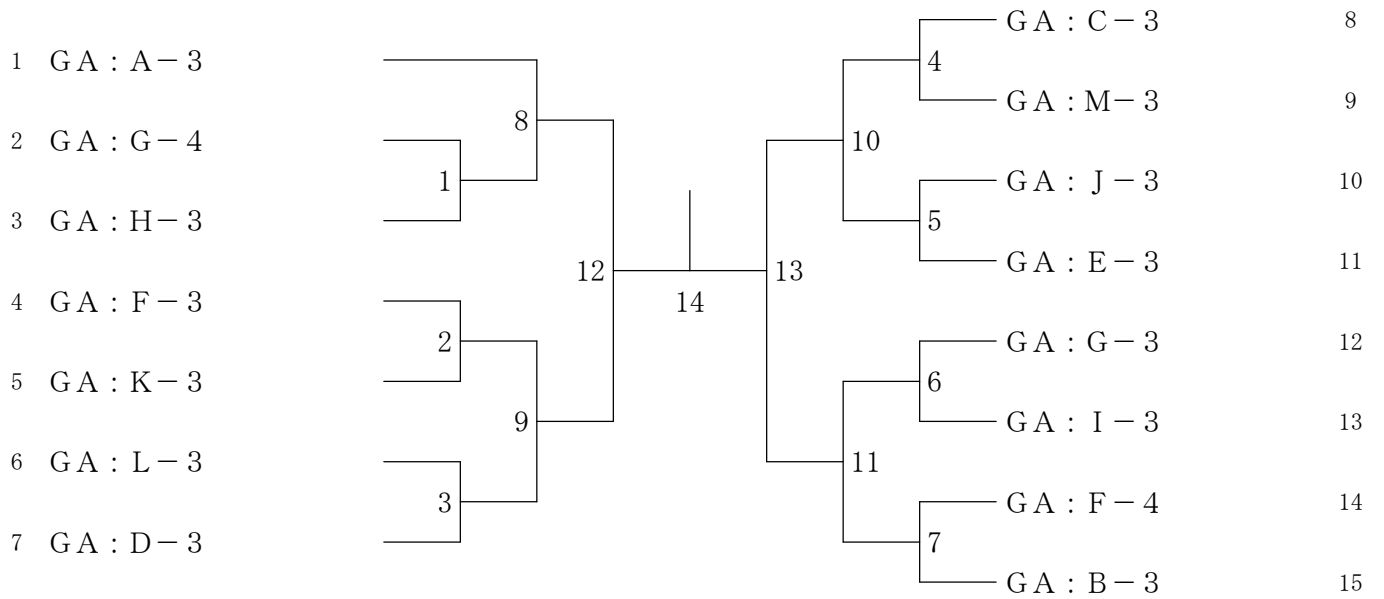 1 GA:A-3
2 GA:G-4
3 GA:H-3
4 GA:F-3
5 GA:K-3
6 GA:L-3
7 GA:D-3
8
1
2
9
3
12
14
13
10
4
5
11
6
7
GA:C-3 8
GA:M-3 9
GA:J-3 10
GA:E-3 11
GA:G-3 12
GA:I-3 13
GA:F-4 14
GA:B-3 15